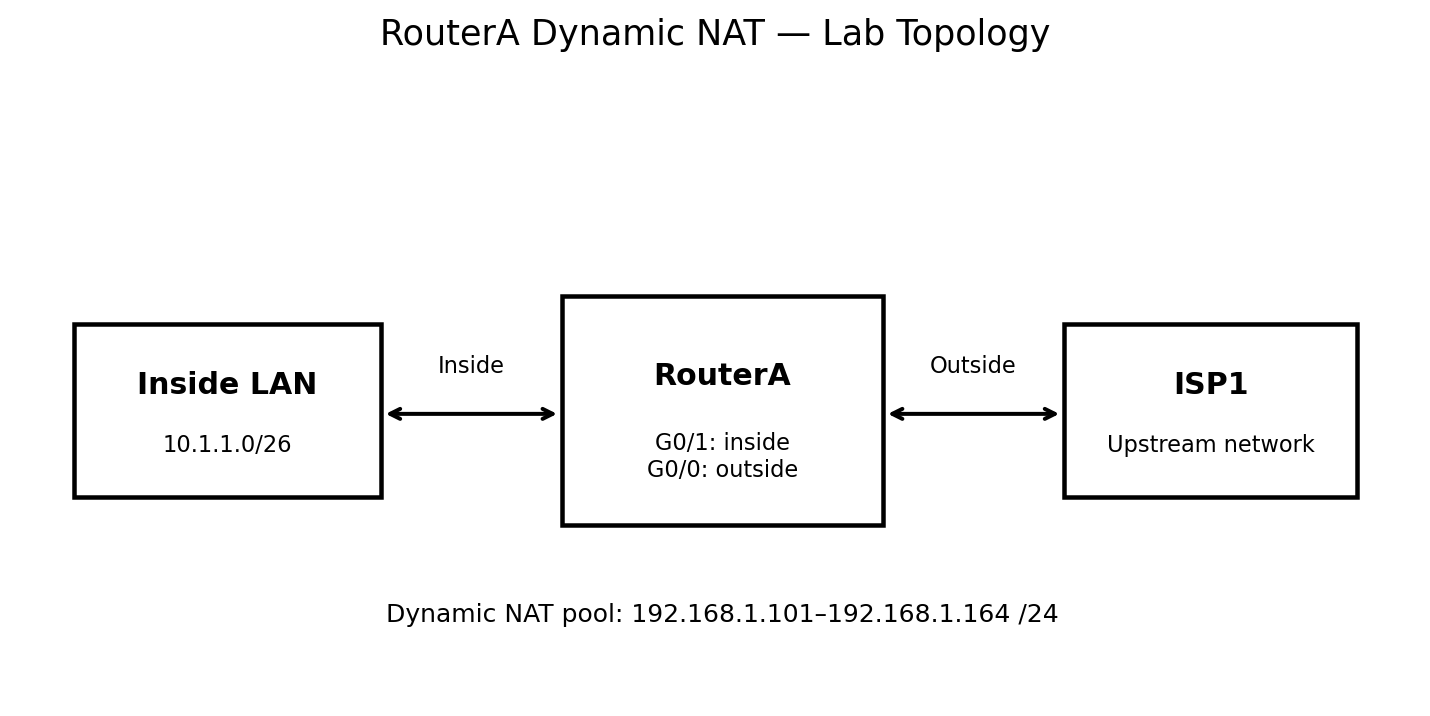 RouterA Dynamic NAT — Lab Topology
Inside LAN
10.1.1.0/26
Inside
RouterA
G0/1: inside
G0/0: outside
Outside
ISP1
Upstream network
Dynamic NAT pool: 192.168.1.101–192.168.1.164 /24